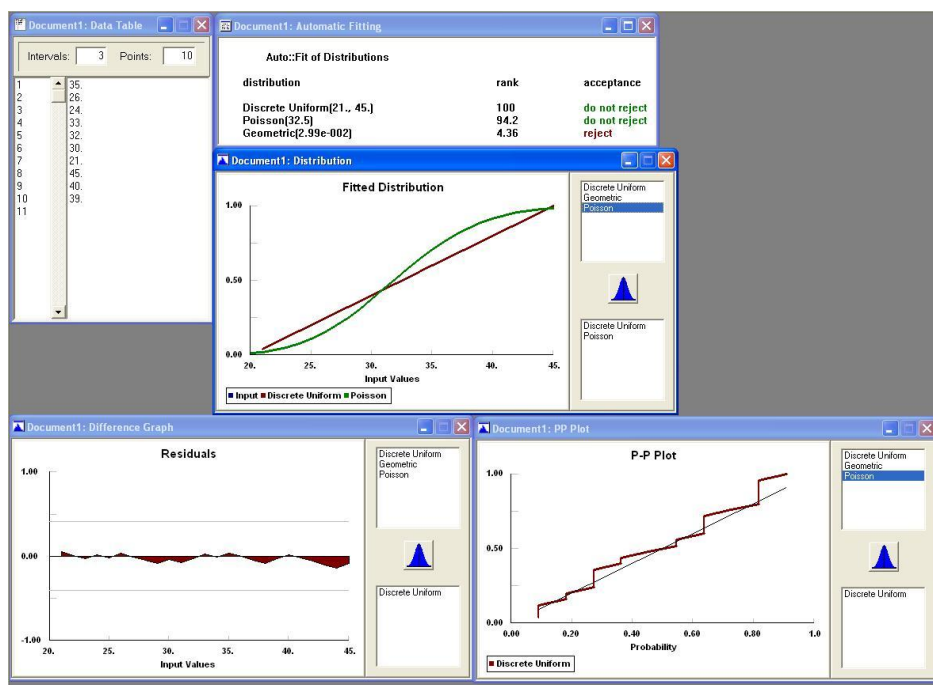 Document1: Data Table
Intervals: 3 Points: 10
1 35.
2 26.
3 24.
4 33.
5 32.
6 30.
7 21.
8 45.
9 40.
10 39.
11
Document1: Automatic Fitting
Auto::Fit of Distributions
distribution rank acceptance
Discrete Uniform[21., 45.] 100 do not reject
Poisson[32.5] 94.2 do not reject
Geometric[2.99e-002] 4.36 reject
Document1: Distribution
Fitted Distribution
1.00
0.50
0.00
20. 25. 30. 35. 40. 45.
Input Values
Input Discrete Uniform Poisson
Discrete Uniform
Geometric
Poisson
Discrete Uniform
Poisson
Document1: Difference Graph
Residuals
1.00
0.00
-1.00
20. 25. 30. 35. 40. 45.
Input Values
Discrete Uniform
Geometric
Poisson
Discrete Uniform
Document1: PP Plot
P-P Plot
1.00
0.50
0.00
0.00 0.20 0.40 0.60 0.80 1.0
Probability
Discrete Uniform
Discrete Uniform
Geometric
Poisson
Discrete Uniform